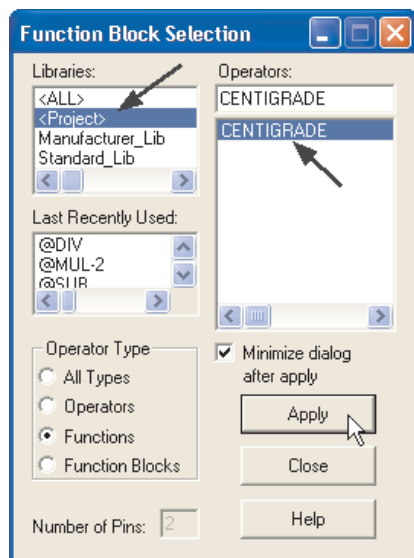 Function Block Selection
Libraries:
<ALL>
<Project>
Manufacturer_Lib
Standard_Lib
Last Recently Used:
@DIV
@MUL-2
@SUB
Operator Type
All Types
Operators
Functions
Function Blocks
Number of Pins: 2
Operators:
CENTIGRADE
CENTIGRADE
Minimize dialog
after apply
Apply
Close
Help